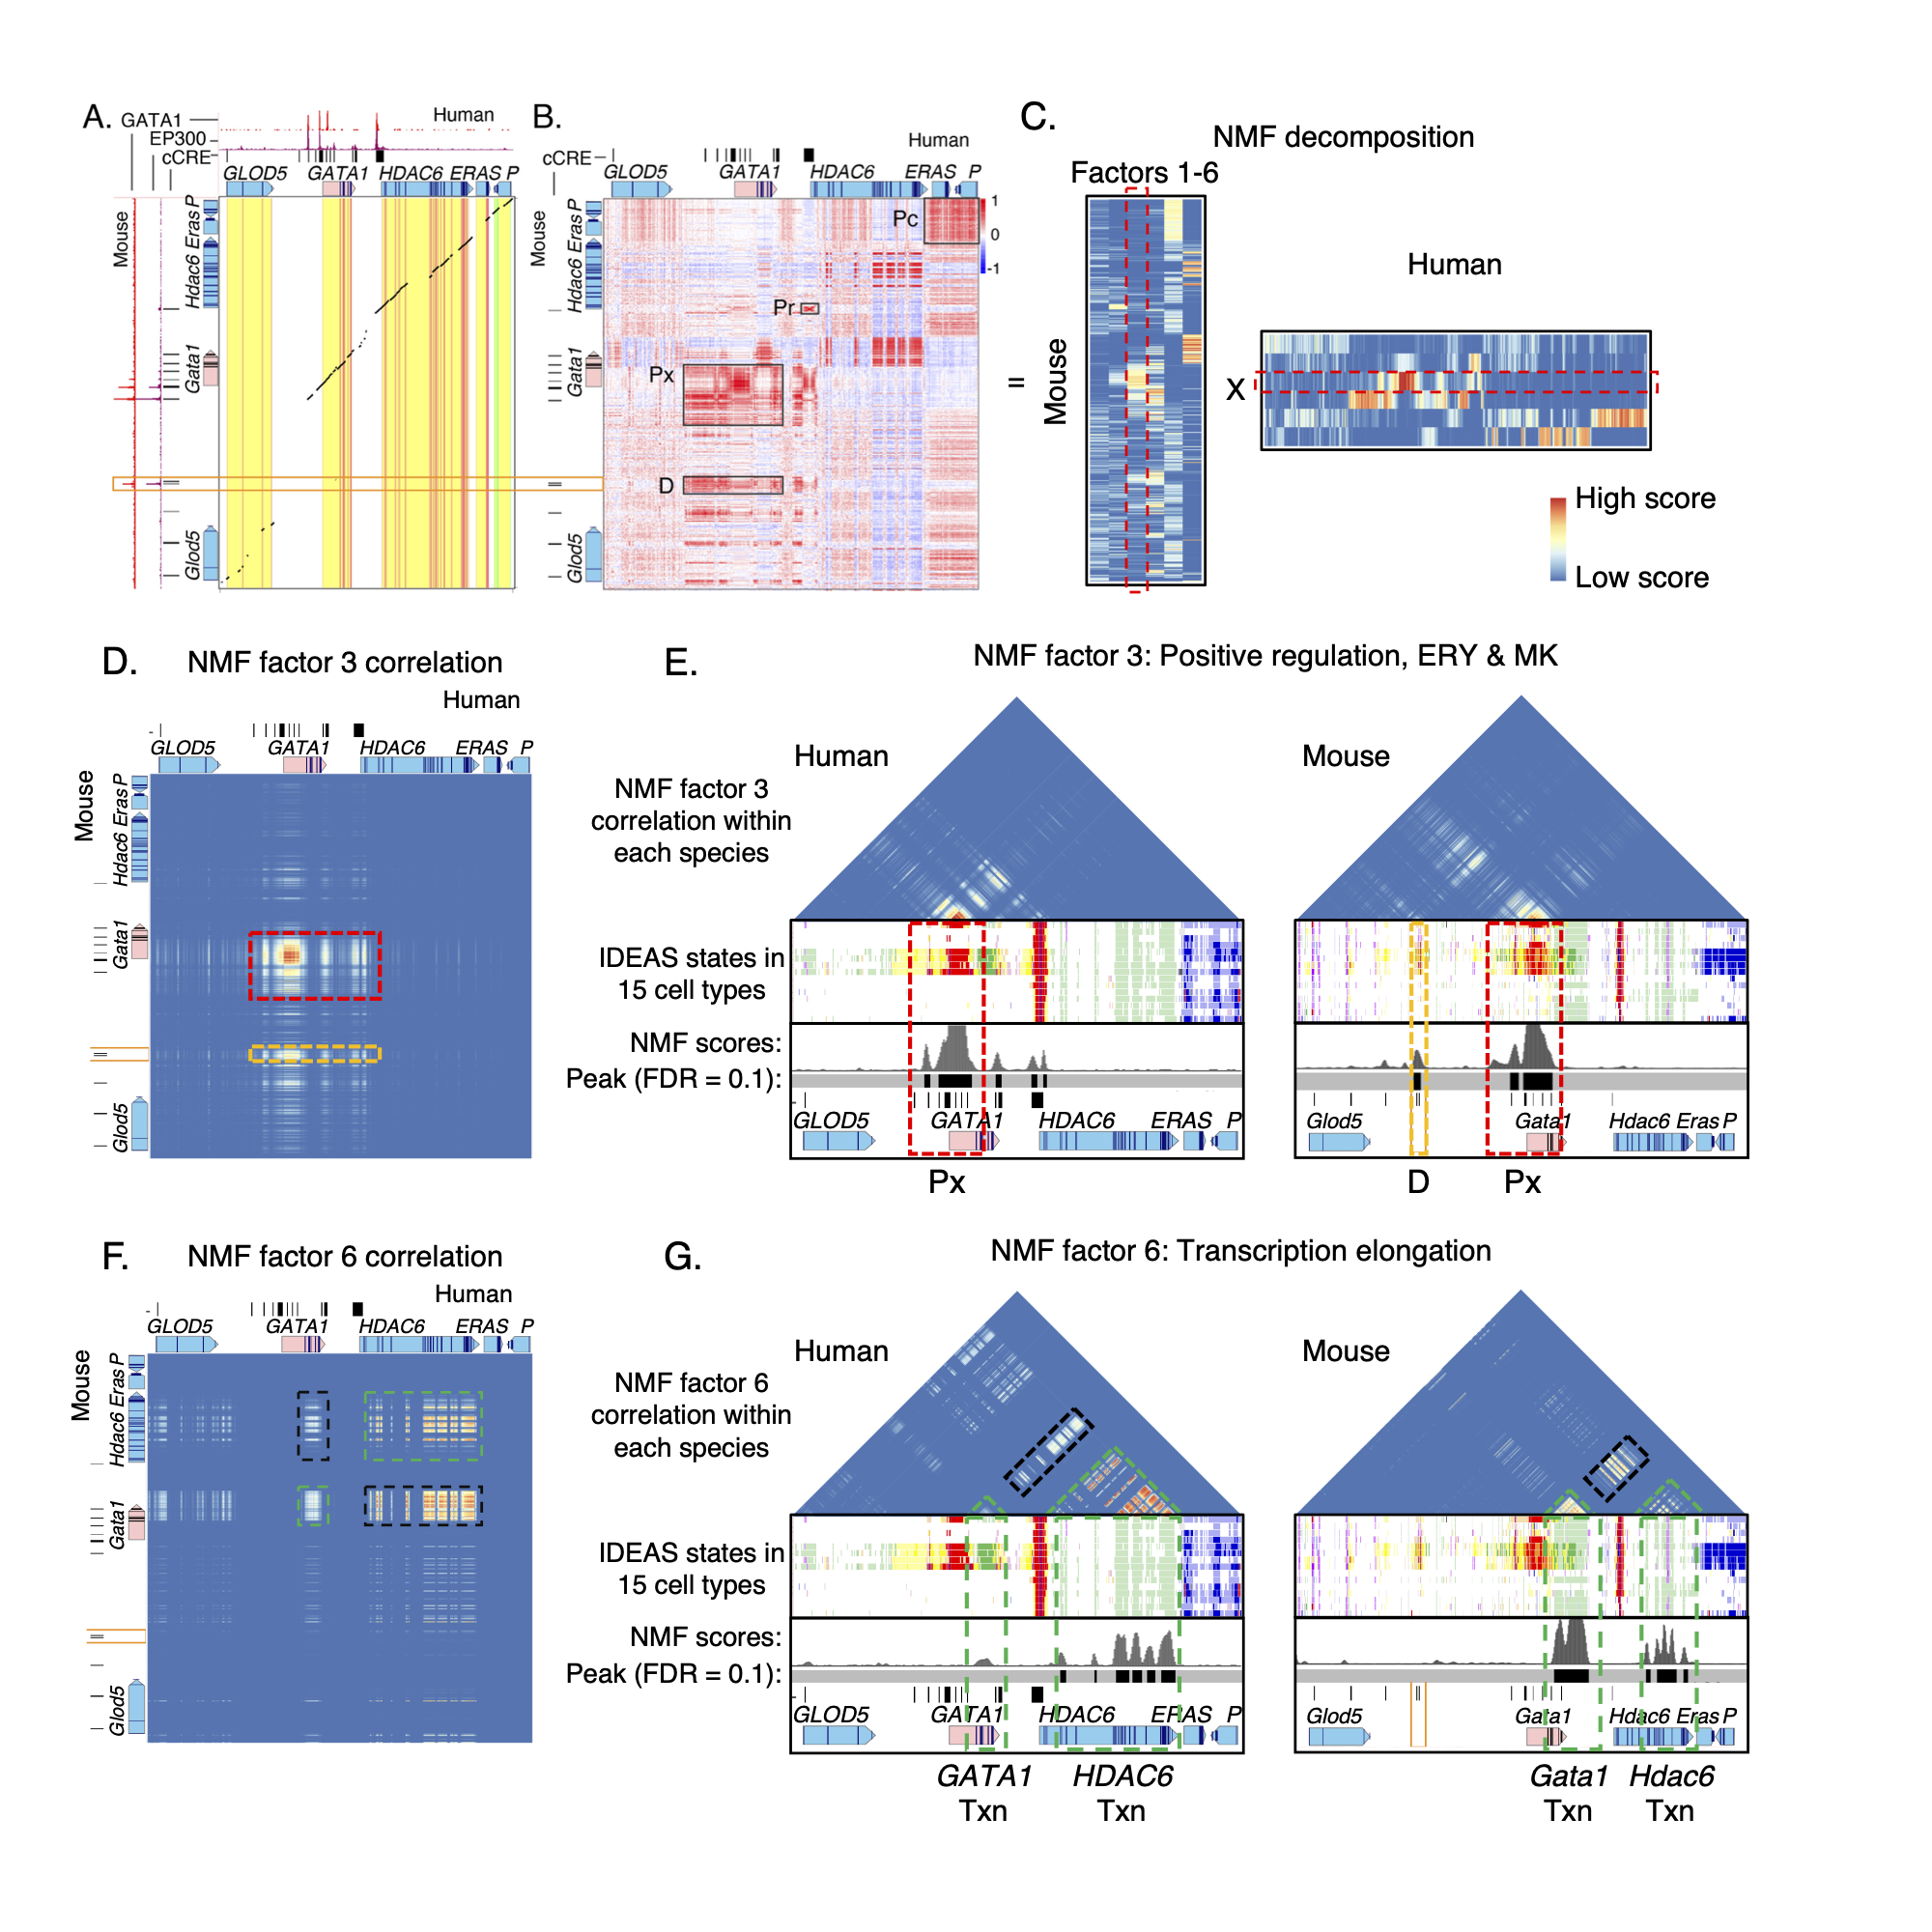 A.
GATA1
EP300
cCRE
Human
GLOD5 GATA1 HDAC6 ERAS P
Mouse
Hdac6 Eras P
Gata1
Glod5
B.
Human
cCRE
GLOD5 GATA1 HDAC6 ERAS P
Mouse
Hdac6 Eras P
Gata1
Glod5
Pc
Pr
Px
D
1
0
-1
C.
NMF decomposition
Factors 1-6
Human
Mouse
=
X
High score
Low score
D.
NMF factor 3 correlation
Human
GLOD5 GATA1 HDAC6 ERAS P
Mouse
Hdac6 Eras P
Gata1
Glod5
E.
NMF factor 3: Positive regulation, ERY & MK
Human
Mouse
NMF factor 3
correlation within
each species
IDEAS states in
15 cell types
NMF scores:
Peak (FDR = 0.1):
GLOD5 GATA1 HDAC6 ERAS P
Glod5 Gata1 Hdac6 Eras P
Px
D Px
F.
NMF factor 6 correlation
Human
GLOD5 GATA1 HDAC6 ERAS P
Mouse
Hdac6 Eras P
Gata1
Glod5
G.
NMF factor 6: Transcription elongation
Human
Mouse
NMF factor 6
correlation within
each species
IDEAS states in
15 cell types
NMF scores:
Peak (FDR = 0.1):
GLOD5 GATA1 HDAC6 ERAS P
Glod5 Gata1 Hdac6 Eras P
GATA1 HDAC6
Txn Txn
Gata1 Hdac6
Txn Txn